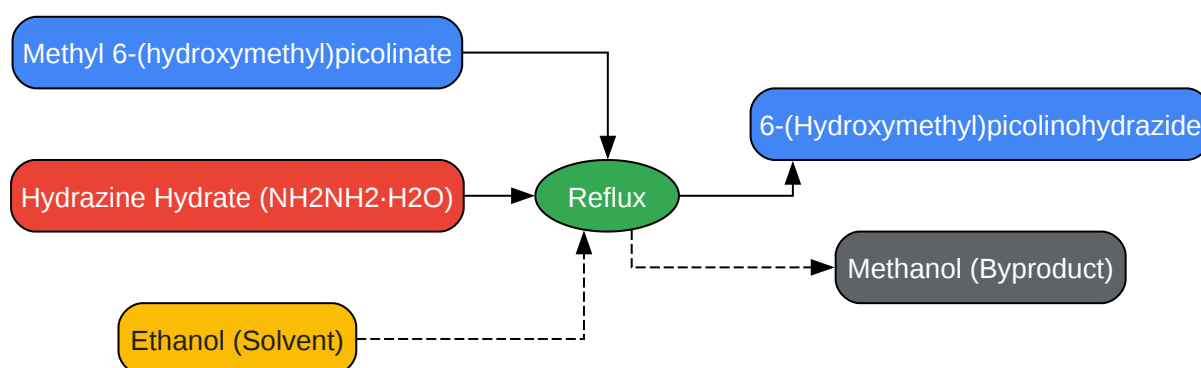 Methyl 6-(hydroxymethyl)picolinate
6-(Hydroxymethyl)picolinohydrazide
Hydrazine Hydrate (NH2NH2·H2O)
Reflux
Methanol (Byproduct)
Ethanol (Solvent)